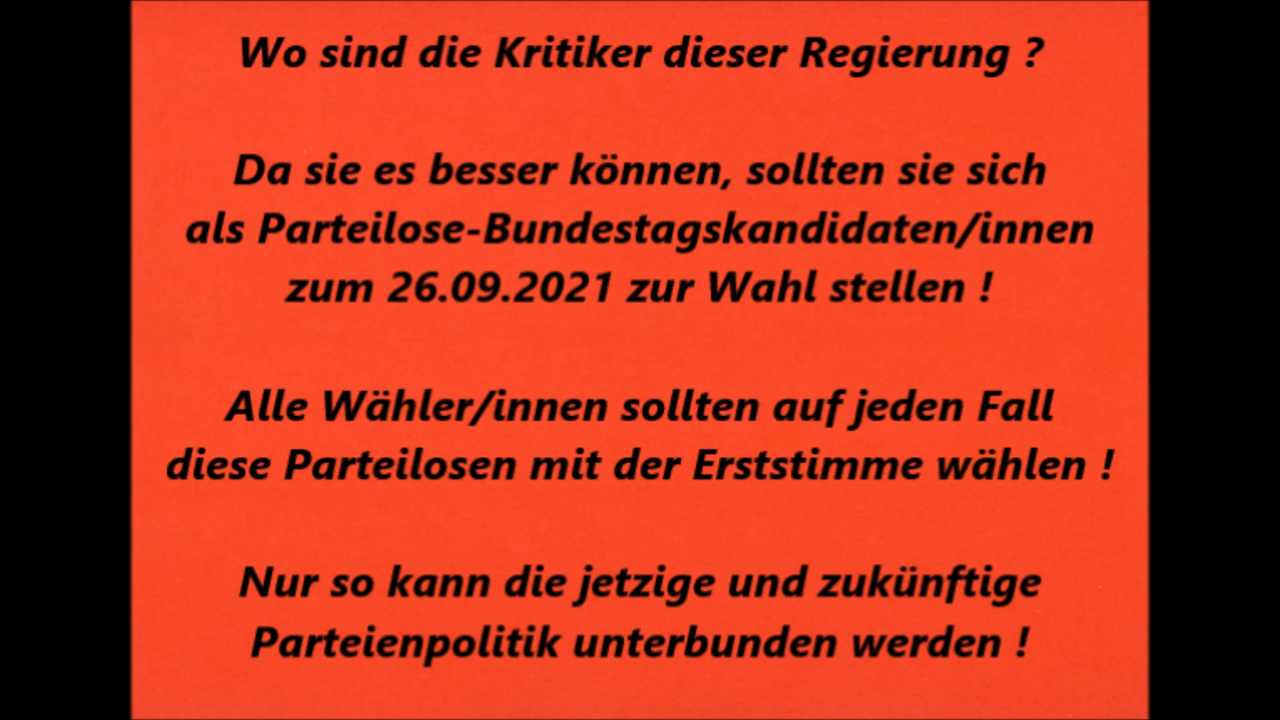 Wo sind die Kritiker dieser Regierung ?
Da sie es besser können, sollten sie sich
als Parteilose-Bundestagskandidaten/innen
zum 26.09.2021 zur Wahl stellen !
Alle Wähler/innen sollten auf jeden Fall
diese Parteilosen mit der Erststimme wählen !
Nur so kann die jetzige und zukünftige
Parteienpolitik unterbunden werden !